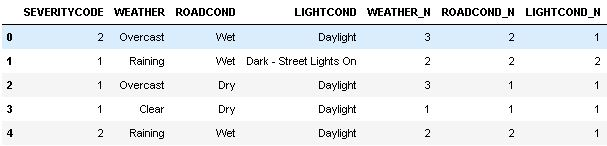 SEVERITYCODE WEATHER ROADCOND LIGHTCOND WEATHER_N ROADCOND_N LIGHTCOND_N
0 2 Overcast Wet Daylight 3 2 1
1 1 Raining Wet Dark - Street Lights On 2 2 2
2 1 Overcast Dry Daylight 3 1 1
3 1 Clear Dry Daylight 1 1 1
4 2 Raining Wet Daylight 2 2 1